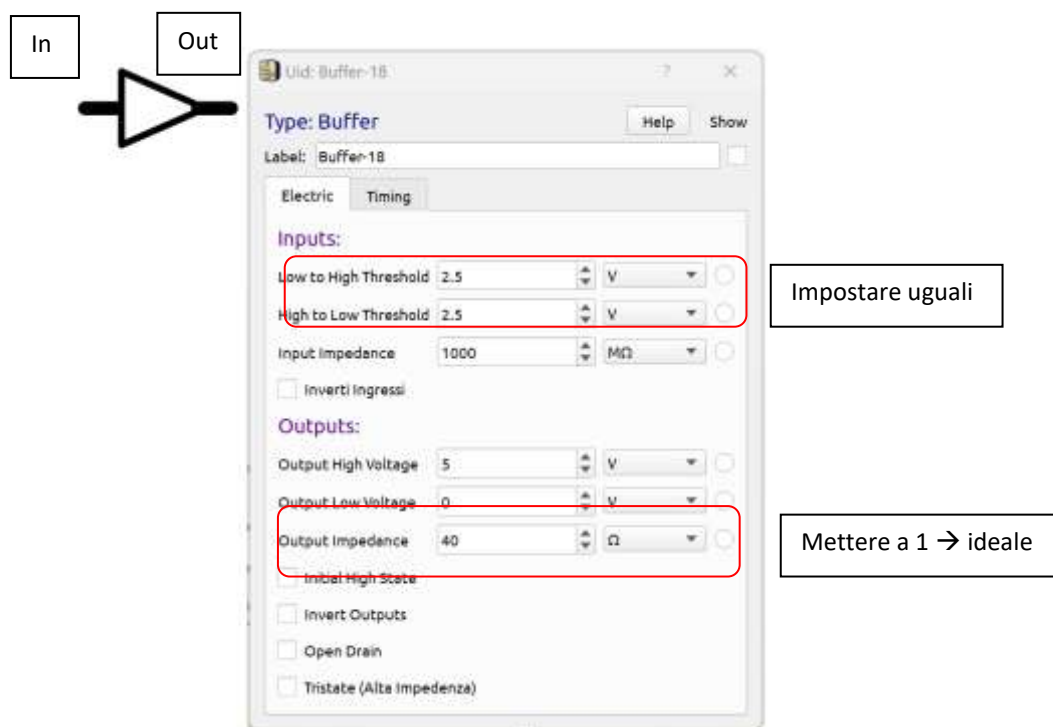 In
Out
Uid: Buffer-18
?
Type: Buffer
Help
Show
Label: Buffer-18
Electric
Timing
Inputs:
Low to High Threshold 2.5 V
High to Low Threshold 2.5 V
Impostare uguali
Input Impedance 1000 MΩ
Inverti Ingressi
Outputs:
Output High Voltage 5 V
Output Low Voltage 0 V
Output Impedance 40 Ω
Mettere a 1 → ideale
Initial High State
Invert Outputs
Open Drain
Tristate (Alta Impedenza)